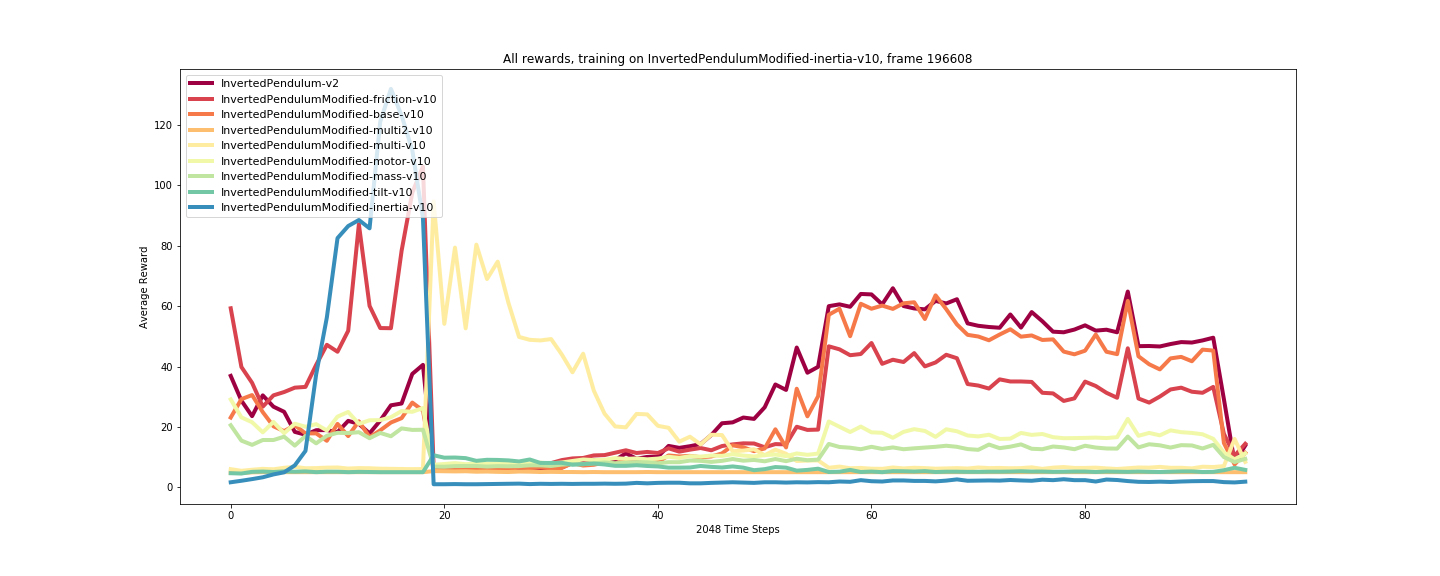 All rewards, training on InvertedPendulumModified-inertia-v10, frame 196608
InvertedPendulum-v2
InvertedPendulumModified-friction-v10
InvertedPendulumModified-base-v10
InvertedPendulumModified-multi2-v10
InvertedPendulumModified-multi-v10
InvertedPendulumModified-motor-v10
InvertedPendulumModified-mass-v10
InvertedPendulumModified-tilt-v10
InvertedPendulumModified-inertia-v10
120
100
80
60
40
20
0
Average Reward
0 20 40 60 80
2048 Time Steps